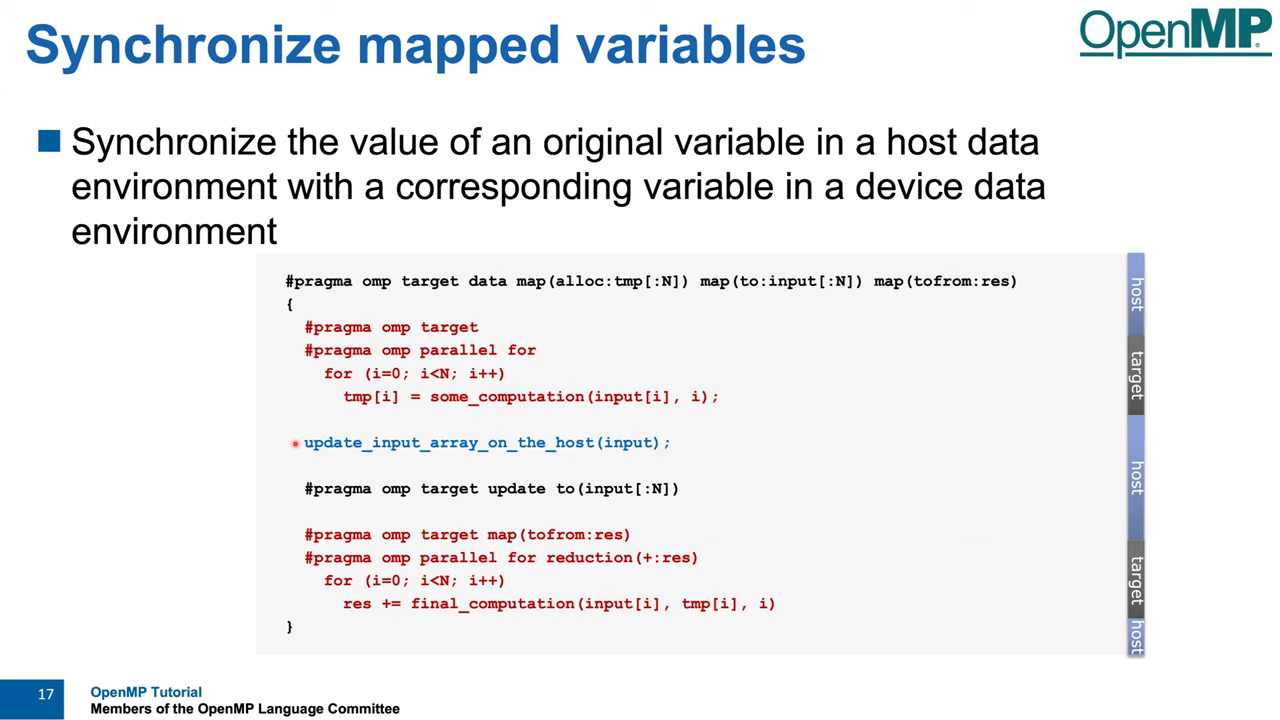 Synchronize mapped variables
OpenMP
Synchronize the value of an original variable in a host data
environment with a corresponding variable in a device data
environment
#pragma omp target data map(alloc:tmp[:N]) map(to:input[:N]) map(tofrom:res)
{
#pragma omp target
#pragma omp parallel for
for (i=0; i<N; i++)
tmp[i] = some_computation(input[i], i);
update_input_array_on_the_host(input);
#pragma omp target update to(input[:N])
#pragma omp target map(tofrom:res)
#pragma omp parallel for reduction(+:res)
for (i=0; i<N; i++)
res += final_computation(input[i], tmp[i], i)
}
host
target
host
target
host
17
OpenMP Tutorial
Members of the OpenMP Language Committee